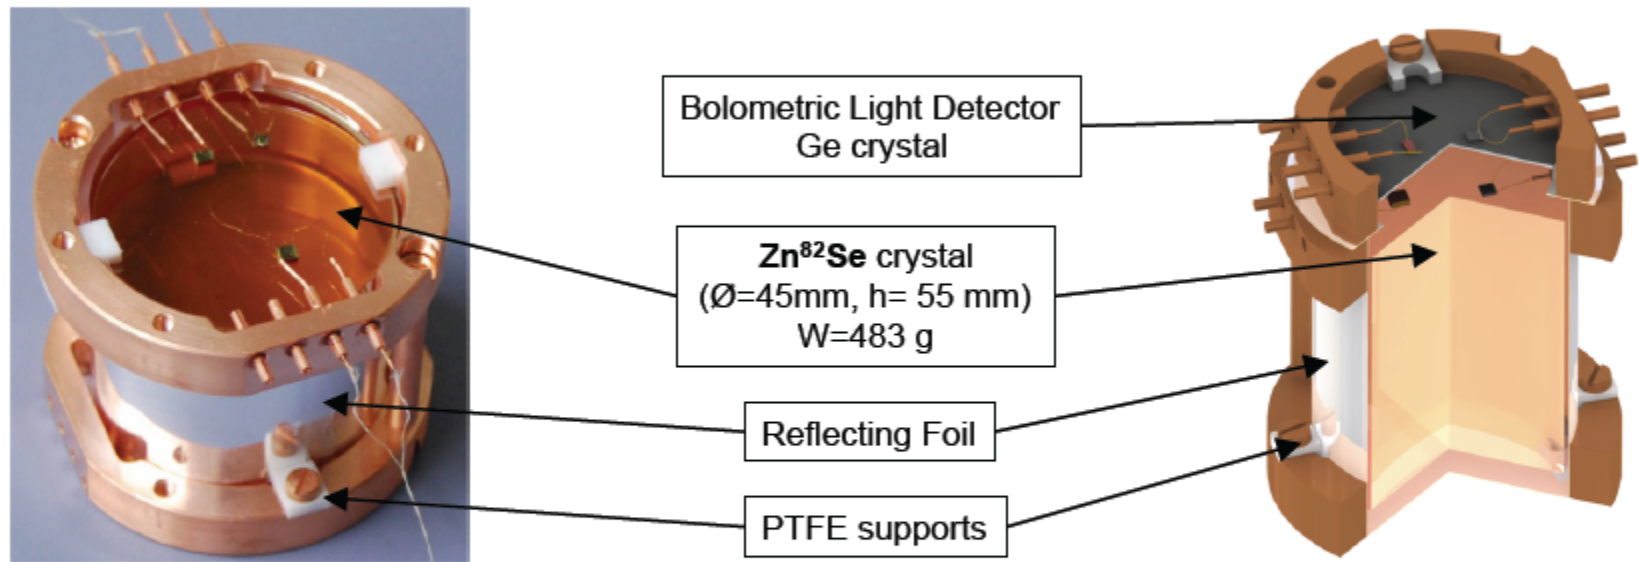 Bolometric Light Detector
Ge crystal
Zn⁸²Se crystal
(Ø=45mm, h= 55 mm)
W=483 g
Reflecting Foil
PTFE supports